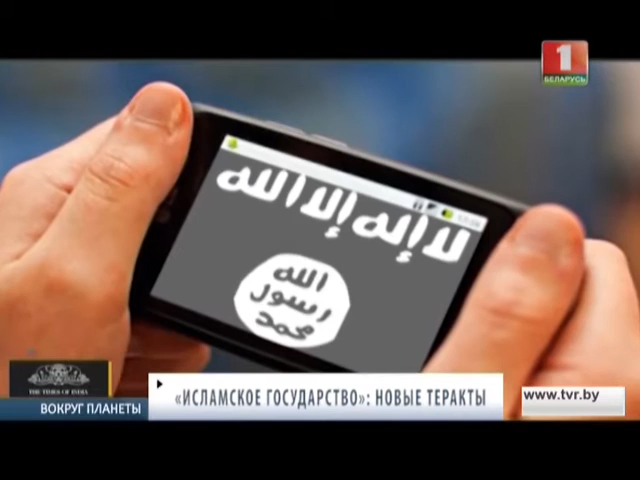 1
БЕЛАРУСЬ
لا إله إلا الله
الله
رسول
محمد
THE TIMES OF INDIA
«ИСЛАМСКОЕ ГОСУДАРСТВО»: НОВЫЕ ТЕРАКТЫ
ВОКРУГ ПЛАНЕТЫ
www.tvr.by